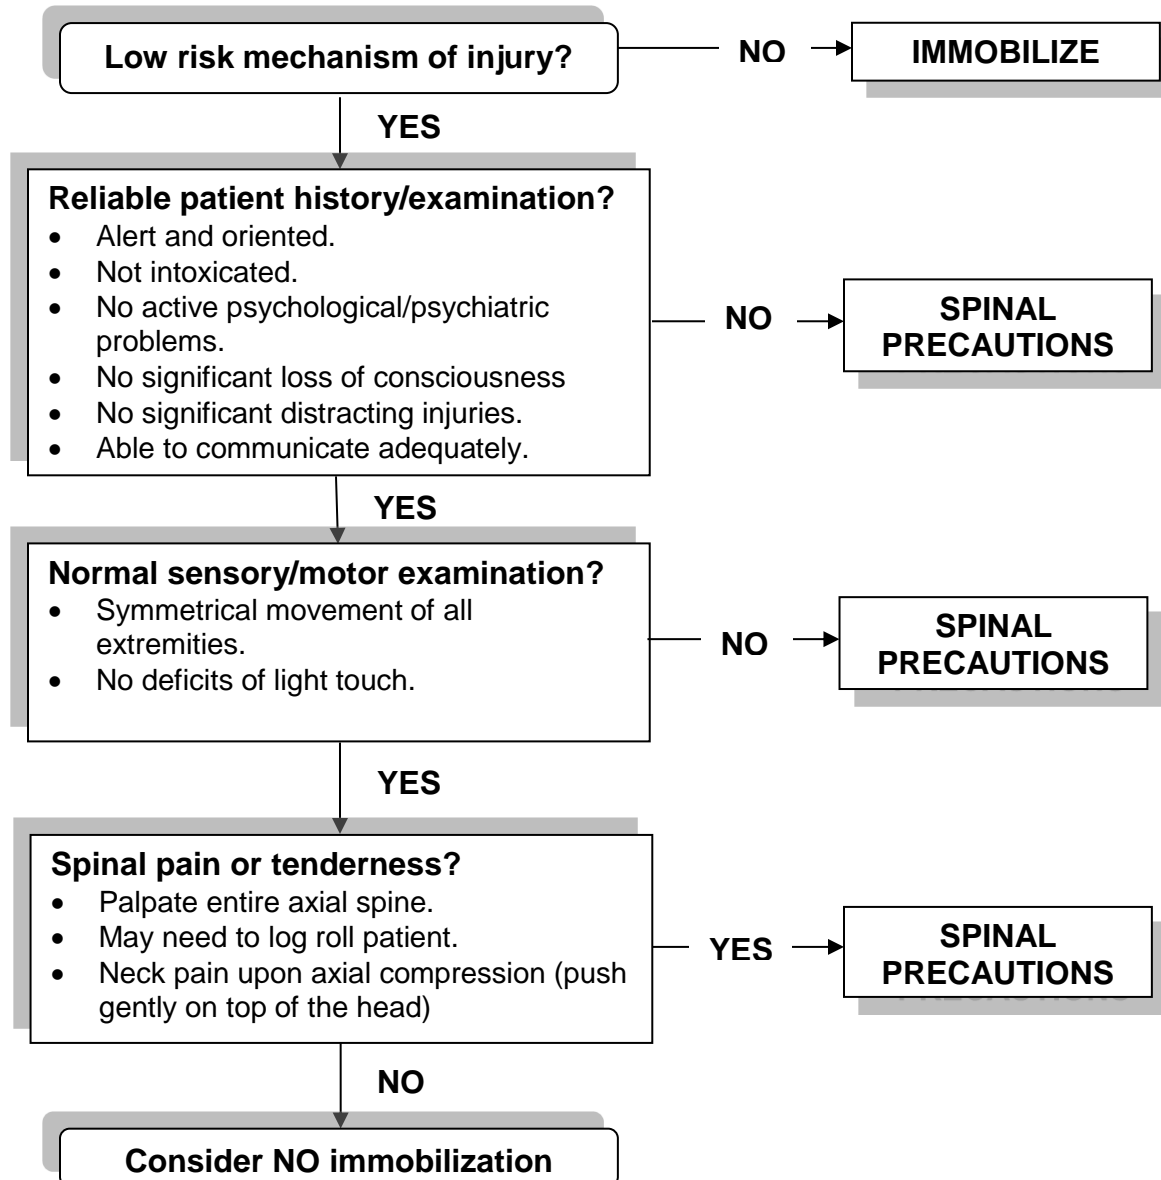 Low risk mechanism of injury?
NO
IMMOBILIZE
YES
Reliable patient history/examination?
• Alert and oriented.
• Not intoxicated.
• No active psychological/psychiatric
problems.
• No significant loss of consciousness
• No significant distracting injuries.
• Able to communicate adequately.
NO
SPINAL
PRECAUTIONS
YES
Normal sensory/motor examination?
• Symmetrical movement of all
extremities.
• No deficits of light touch.
NO
SPINAL
PRECAUTIONS
YES
Spinal pain or tenderness?
• Palpate entire axial spine.
• May need to log roll patient.
• Neck pain upon axial compression (push
gently on top of the head)
YES
SPINAL
PRECAUTIONS
NO
Consider NO immobilization